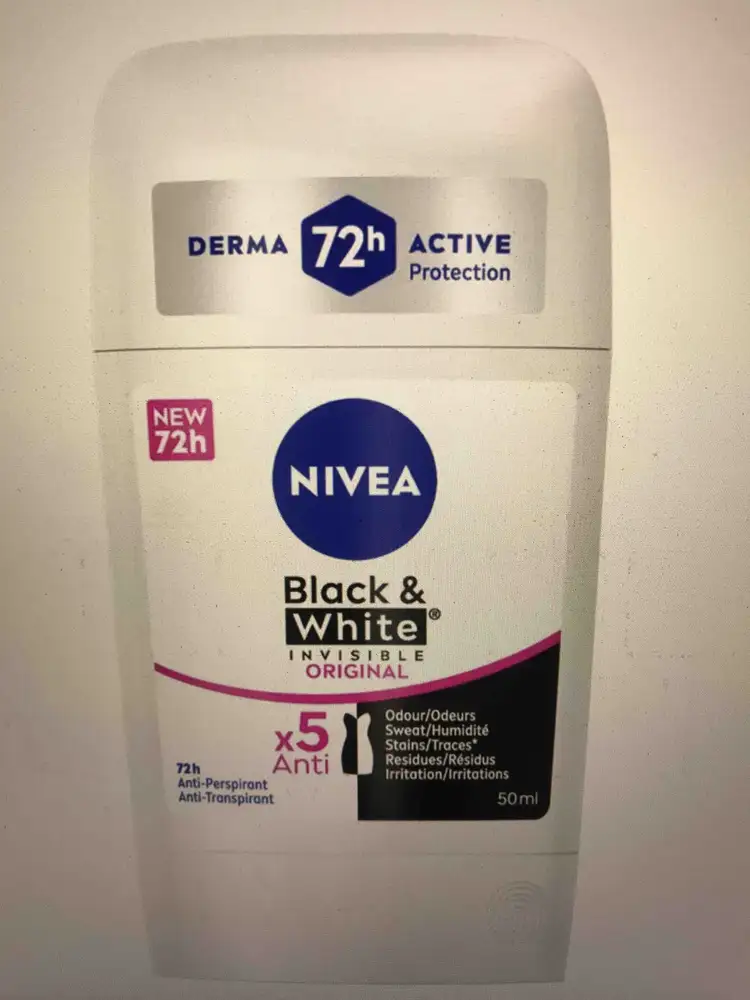 DERMA 72h ACTIVE
Protection
NEW
72h
NIVEA
Black &
White®
INVISIBLE
ORIGINAL
x5
Anti
Odour/Odeurs
Sweat/Humidité
Stains/Traces*
Residues/Résidus
Irritation/Irritations
72h
Anti-Perspirant
Anti-Transpirant
50ml